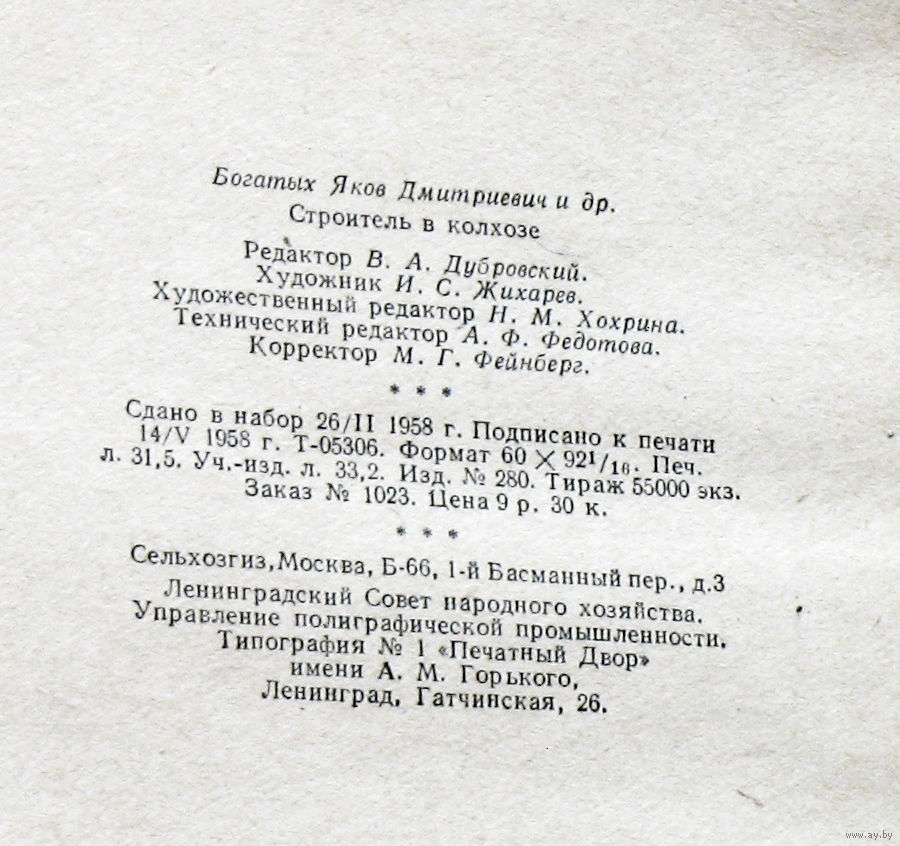 Богатых Яков Дмитриевич и др.
Строитель в колхозе
Редактор В. А. Дубровский.
Художник И. С. Жихарев.
Художественный редактор Н. М. Хохрина.
Технический редактор А. Ф. Федотова.
Корректор М. Г. Фейнберг.
* * *
Сдано в набор 26/II 1958 г. Подписано к печати
14/V 1958 г. Т-05306. Формат 60 × 92¹/₁₆. Печ.
л. 31,5. Уч.-изд. л. 33,2. Изд. № 280. Тираж 55000 экз.
Заказ № 1023. Цена 9 р. 30 к.
* * *
Сельхозгиз, Москва, Б-66, 1-й Басманный пер., д.3
Ленинградский Совет народного хозяйства.
Управление полиграфической промышленности.
Типография № 1 «Печатный Двор»
имени А. М. Горького,
Ленинград, Гатчинская, 26.
www.ay.by